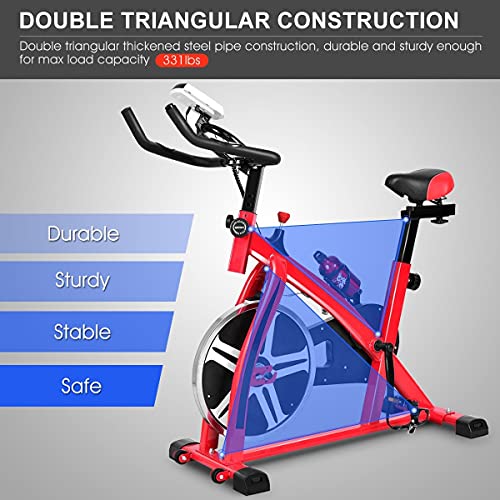 DOUBLE TRIANGULAR CONSTRUCTION
Double triangular thickened steel pipe construction, durable and sturdy enough
for max load capacity 331lbs
Durable
Sturdy
Stable
Safe